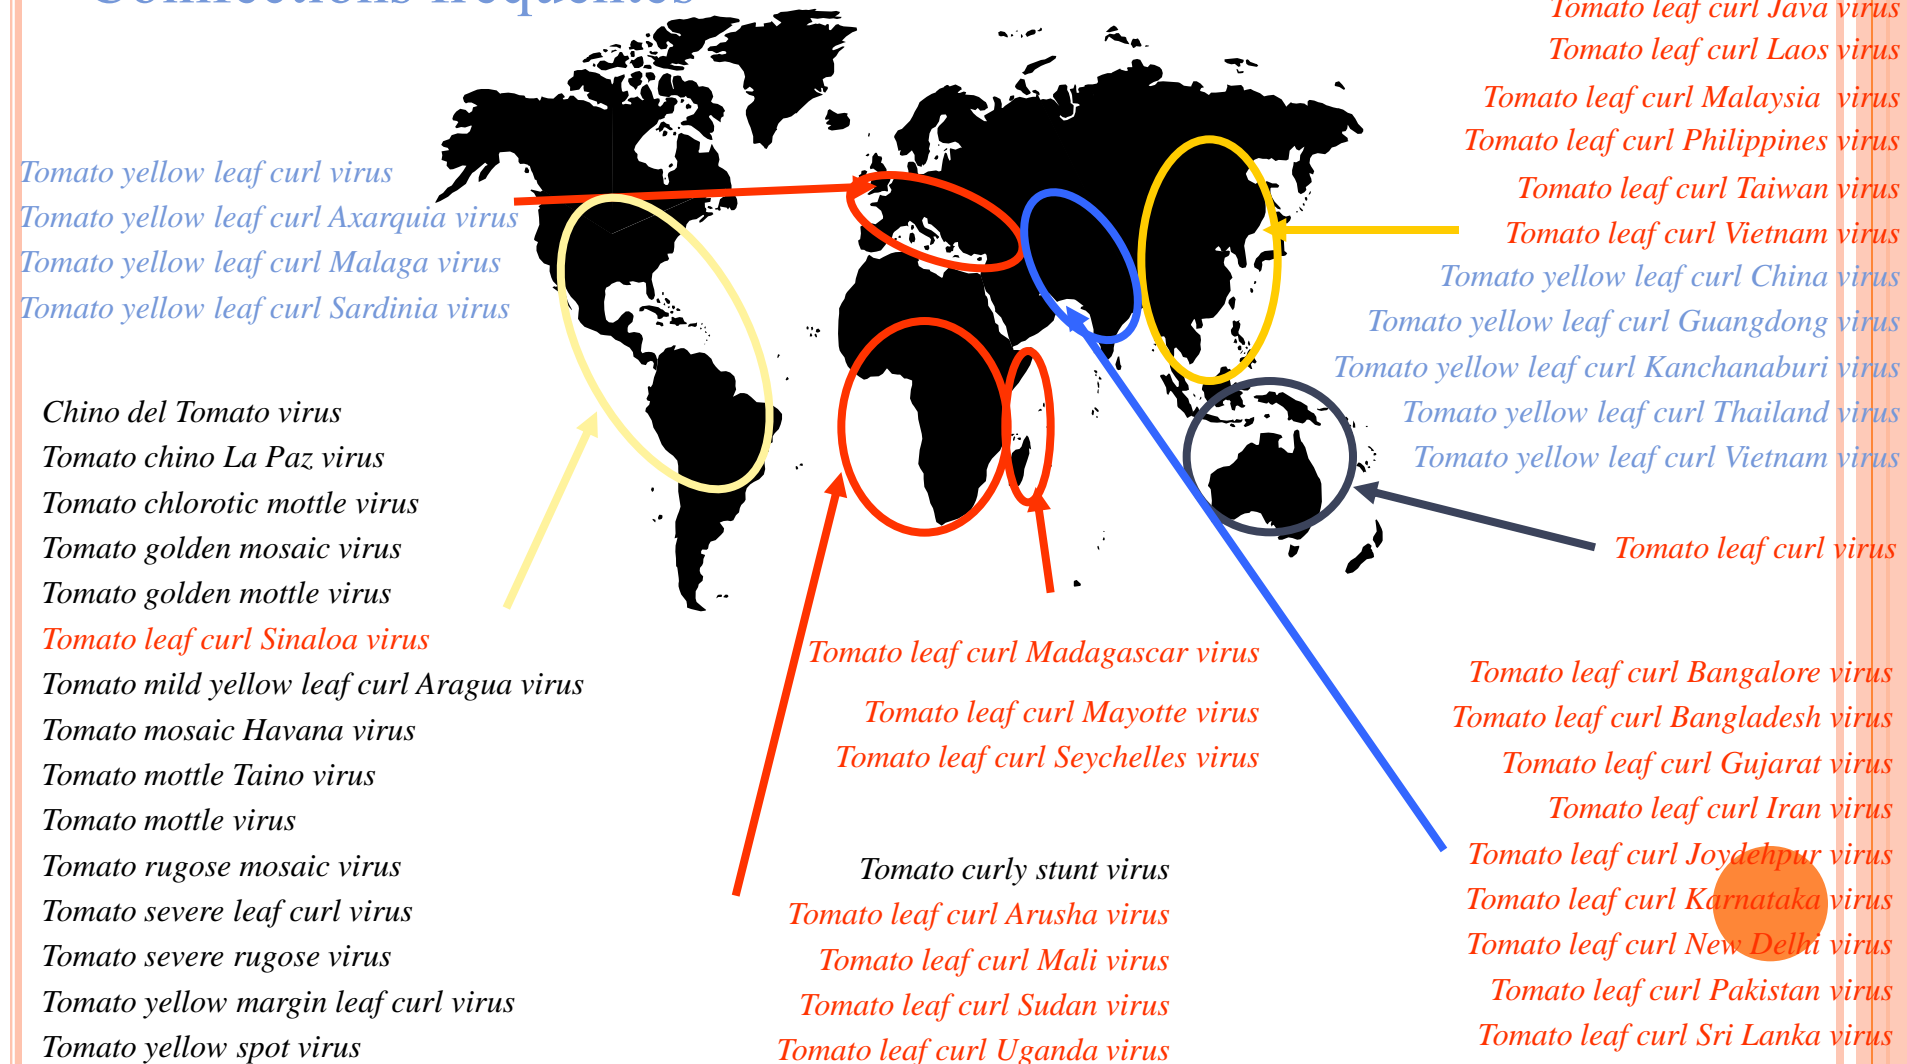 Tomato leaf curl Java virus
Tomato leaf curl Laos virus
Tomato leaf curl Malaysia virus
Tomato leaf curl Philippines virus
Tomato leaf curl Taiwan virus
Tomato leaf curl Vietnam virus
Tomato yellow leaf curl China virus
Tomato yellow leaf curl Guangdong virus
Tomato yellow leaf curl Kanchanaburi virus
Tomato yellow leaf curl Thailand virus
Tomato yellow leaf curl Vietnam virus
Tomato yellow leaf curl virus
Tomato yellow leaf curl Axarquia virus
Tomato yellow leaf curl Malaga virus
Tomato yellow leaf curl Sardinia virus
Chino del Tomato virus
Tomato chino La Paz virus
Tomato chlorotic mottle virus
Tomato golden mosaic virus
Tomato golden mottle virus
Tomato leaf curl Sinaloa virus
Tomato mild yellow leaf curl Aragua virus
Tomato mosaic Havana virus
Tomato mottle Taino virus
Tomato mottle virus
Tomato rugose mosaic virus
Tomato severe leaf curl virus
Tomato severe rugose virus
Tomato yellow margin leaf curl virus
Tomato yellow spot virus
Tomato leaf curl Madagascar virus
Tomato leaf curl Mayotte virus
Tomato leaf curl Seychelles virus
Tomato curly stunt virus
Tomato leaf curl Arusha virus
Tomato leaf curl Mali virus
Tomato leaf curl Sudan virus
Tomato leaf curl Uganda virus
Tomato leaf curl virus
Tomato leaf curl Bangalore virus
Tomato leaf curl Bangladesh virus
Tomato leaf curl Gujarat virus
Tomato leaf curl Iran virus
Tomato leaf curl Joydehpur virus
Tomato leaf curl Karnataka virus
Tomato leaf curl New Delhi virus
Tomato leaf curl Pakistan virus
Tomato leaf curl Sri Lanka virus